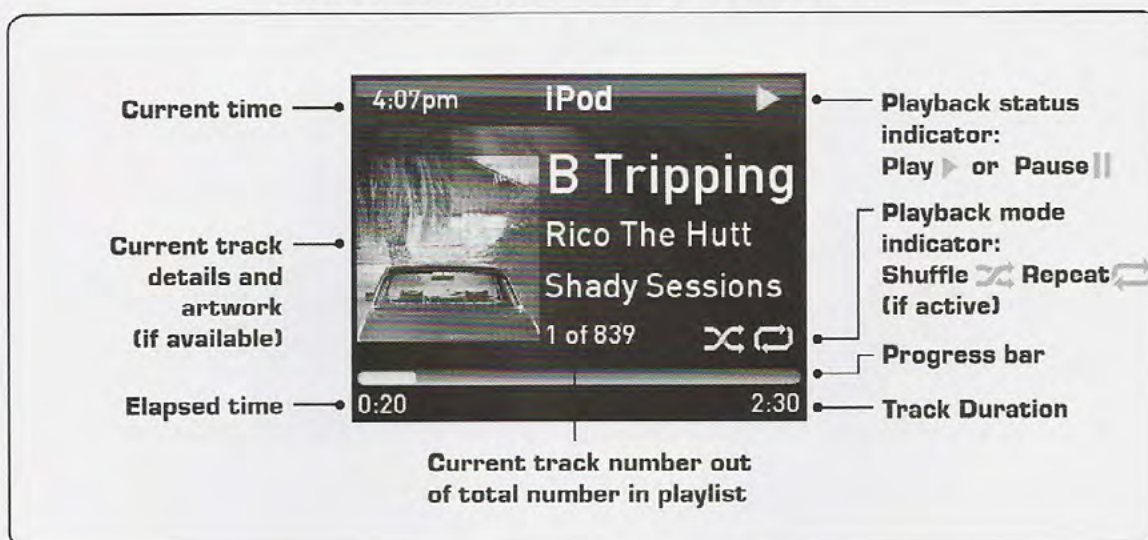 Current time
Current track
details and
artwork
(if available)
Elapsed time
4:07pm iPod
B Tripping
Rico The Hutt
Shady Sessions
1 of 839
0:20 2:30
Playback status
indicator:
Play or Pause
Playback mode
indicator:
Shuffle Repeat
(if active)
Progress bar
Track Duration
Current track number out
of total number in playlist